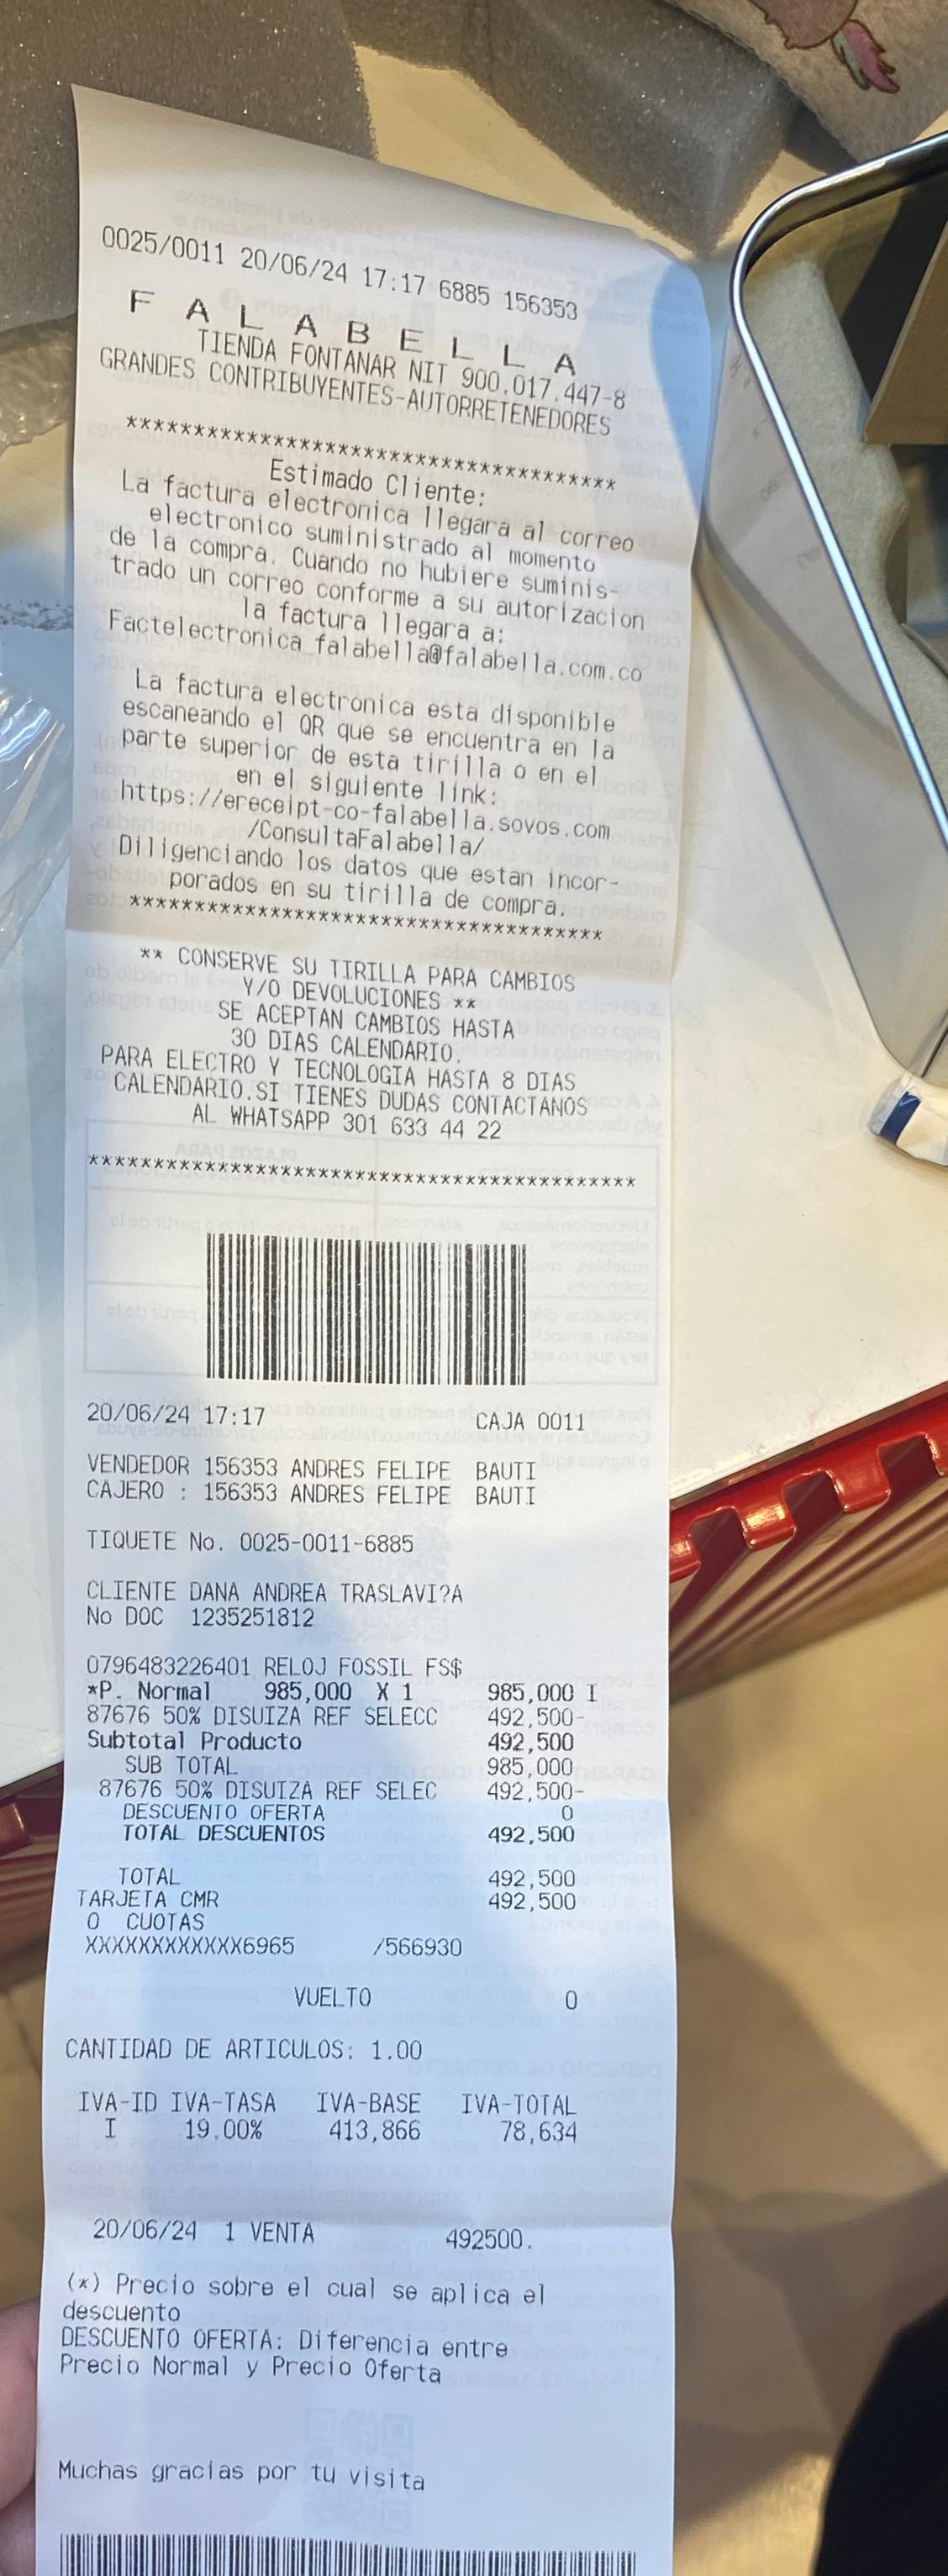 0025/0011 20/06/24 17:17 6885 156353
F A L A B E L L A
TIENDA FONTANAR NIT 900.017.447-8
GRANDES CONTRIBUYENTES-AUTORRETENEDORES
****************************************
Estimado Cliente:
La factura electronica llegara al correo
electronico suministrado al momento
de la compra. Cuando no hubiere suminis-
trado un correo conforme a su autorizacion
la factura llegara a:
Factelectronica_falabella@falabella.com.co
La factura electronica esta disponible
escaneando el QR que se encuentra en la
parte superior de esta tirilla o en el
en el siguiente link:
https://ereceipt-co-falabella.sovos.com
/ConsultaFalabella/
Diligenciando los datos que estan incor-
porados en su tirilla de compra.
****************************************
** CONSERVE SU TIRILLA PARA CAMBIOS
Y/O DEVOLUCIONES **
SE ACEPTAN CAMBIOS HASTA
30 DIAS CALENDARIO.
PARA ELECTRO Y TECNOLOGIA HASTA 8 DIAS
CALENDARIO.SI TIENES DUDAS CONTACTANOS
AL WHATSAPP 301 633 44 22
******************************************
20/06/24 17:17 CAJA 0011
VENDEDOR 156353 ANDRES FELIPE BAUTI
CAJERO : 156353 ANDRES FELIPE BAUTI
TIQUETE No. 0025-0011-6885
CLIENTE DANA ANDREA TRASLAVI?A
No DOC 1235251812
0796483226401 RELOJ FOSSIL FS$
*P. Normal 985,000 X 1 985,000 I
87676 50% DISUIZA REF SELECC 492,500-
Subtotal Producto 492,500
SUB TOTAL 985,000
87676 50% DISUIZA REF SELEC 492,500-
DESCUENTO OFERTA 0
TOTAL DESCUENTOS 492,500
TOTAL 492,500
TARJETA CMR 492,500
0 CUOTAS
XXXXXXXXXXXX6965 /566930
VUELTO 0
CANTIDAD DE ARTICULOS: 1.00
IVA-ID IVA-TASA IVA-BASE IVA-TOTAL
I 19.00% 413,866 78,634
20/06/24 1 VENTA 492500.
(*) Precio sobre el cual se aplica el
descuento
DESCUENTO OFERTA: Diferencia entre
Precio Normal y Precio Oferta
Muchas gracias por tu visita